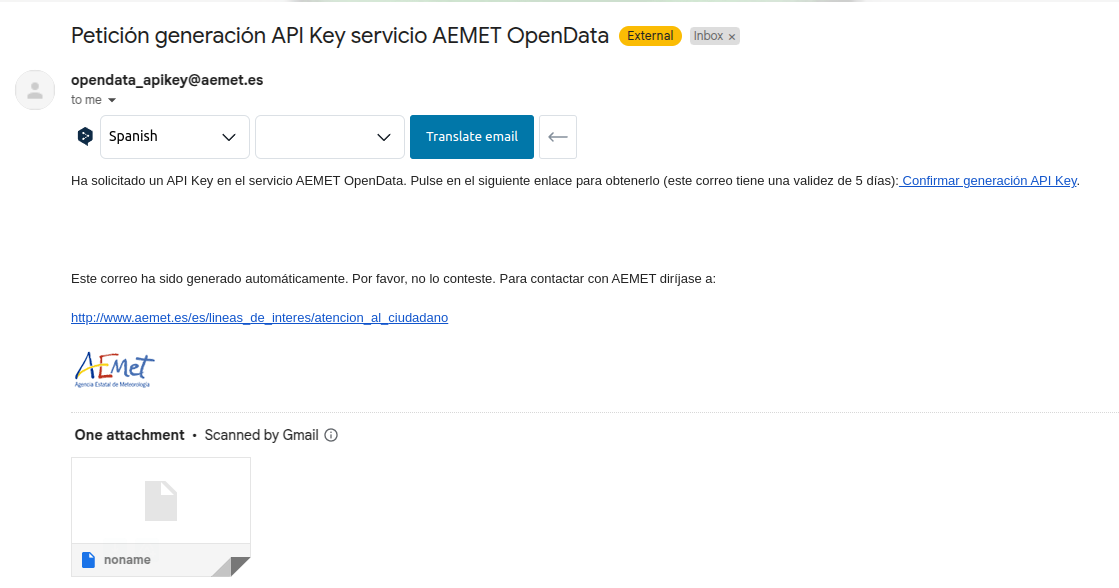 Petición generación API Key servicio AEMET OpenData External Inbox ×
opendata_apikey@aemet.es
to me
Spanish Translate email
Ha solicitado un API Key en el servicio AEMET OpenData. Pulse en el siguiente enlace para obtenerlo (este correo tiene una validez de 5 días): Confirmar generación API Key.
Este correo ha sido generado automáticamente. Por favor, no lo conteste. Para contactar con AEMET diríjase a:
http://www.aemet.es/es/lineas_de_interes/atencion_al_ciudadano
AEMet
Agencia Estatal de Meteorología
One attachment • Scanned by Gmail
noname